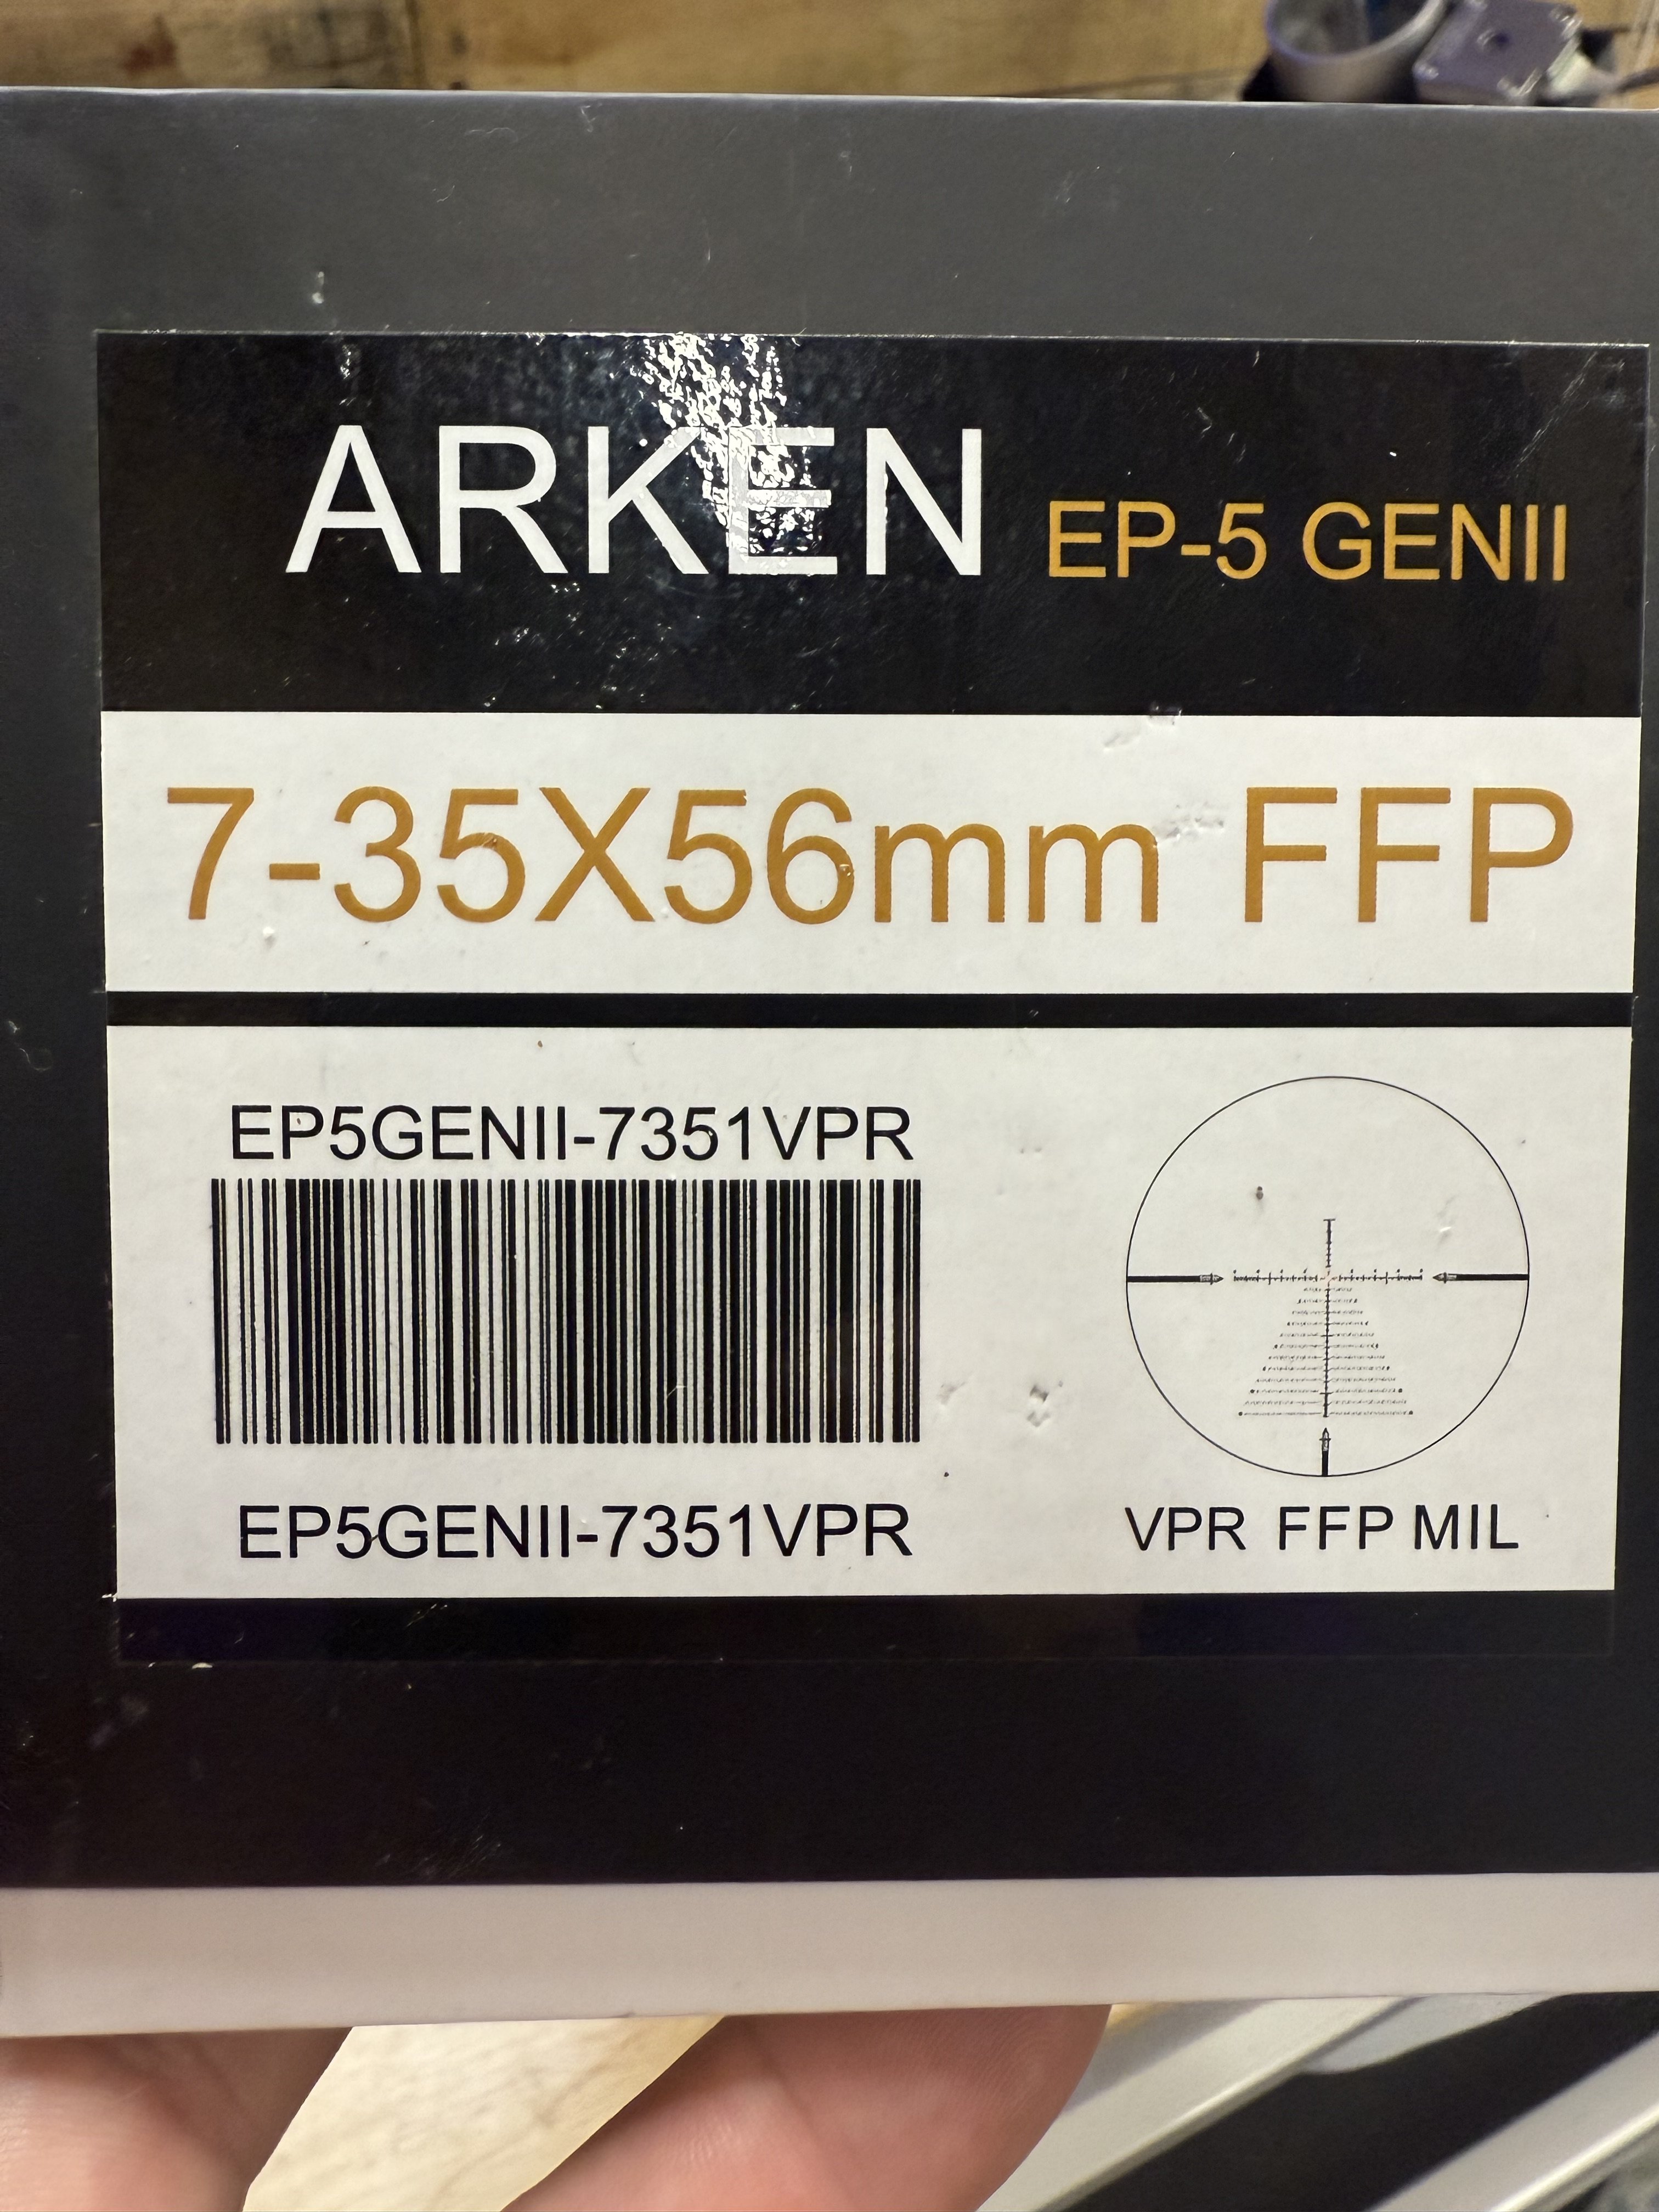 ARKEN EP-5 GENII
7-35X56mm FFP
EP5GENII-7351VPR
EP5GENII-7351VPR
VPR FFP MIL